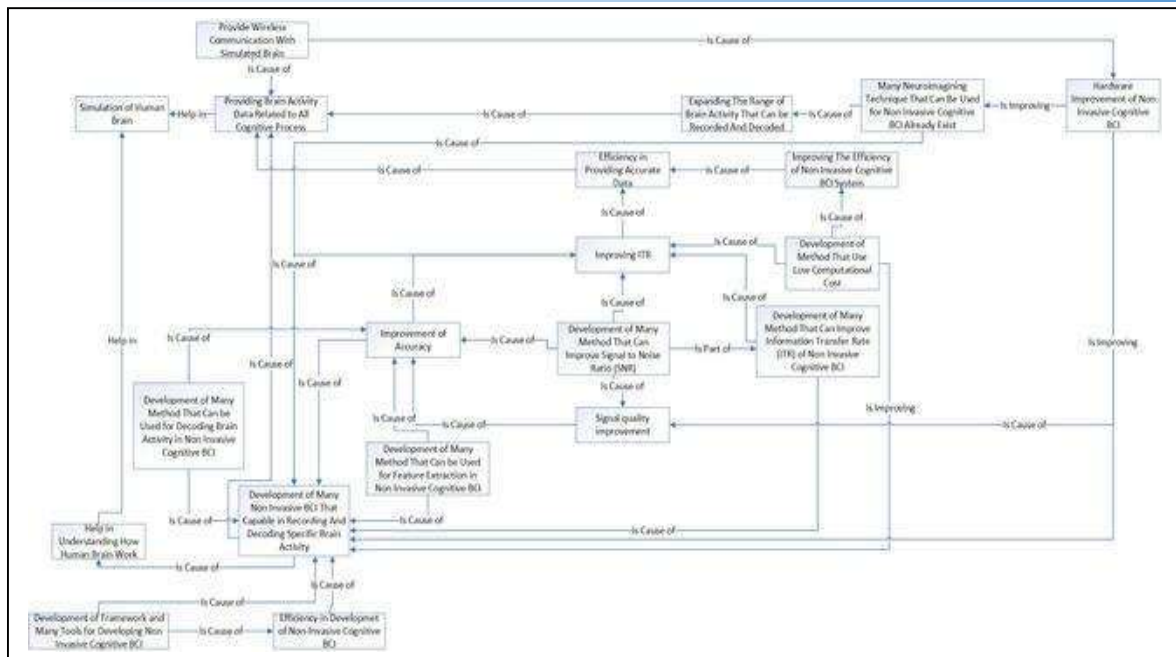 Provide Wireless
Communication With
Simulated Brain
Is Cause of
Is Cause of
Simulation of Human
Brain
Help in
Providing Brain Activity
Data Related to All
Cognitive Process
Is Cause of
Expanding The Range of
Brain Activity That Can be
Recorded And Decoded
Is Cause of
Many Neuroimagining
Technique That Can Be Used
for Non Invasive Cognitive
BCI Already Exist
Is Improving
Hardware
Improvement of Non-
Invasive Cognitive
BCI
Is Cause of
Is Cause of
Efficiency in
Providing Accurate
Data
Is Cause of
Improving The Efficiency
of Non Invasive Cognitive
BCI System
Is Cause of
Is Cause of
Is Cause of
Improving ITR
Is Cause of
Development of
Method That Use
Low Computational
Cost
Is Cause of
Is Cause of
Is Cause of
Is Cause of
Help in
Is Cause of
Improvement of
Accuracy
Is Cause of
Development of Many
Method That Can
Improve Signal to Noise
Ratio (SNR)
Is Part of
Development of Many
Method That Can Improve
Information Transfer Rate
(ITR) of Non Invasive
Cognitive BCI
Is Improving
Is Cause of
Is Cause of
Is Improving
Development of Many
Method That Can be
Used for Decoding Brain
Activity in Non Invasive
Cognitive BCI
Is Cause of
Is Cause of
Signal quality
improvement
Is Cause of
Development of Many
Method That Can be Used
for Feature Extraction in
Non Invasive Cognitive BCI
Is Cause of
Is Cause of
Development of Many
Non Invasive BCI That
Capable in Recording And
Decoding Specific Brain
Activity
Help in
Understanding How
Human Brain Work
Is Cause of
Is Cause of
Is Cause of
Development of Framework and
Many Tools for Developing Non
Invasive Cognitive BCI
Is Cause of
Efficiency in Developmet
of Non-Invasive Cognitive
BCI